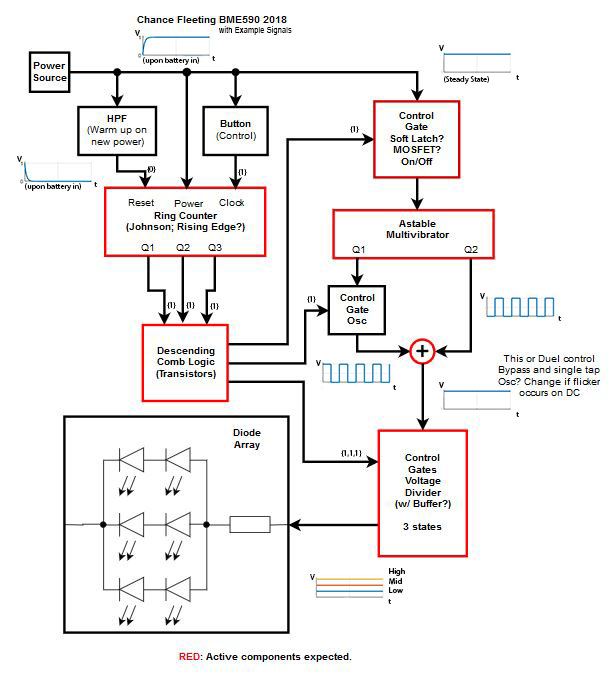 Chance Fleeting BME590 2018
with Example Signals
V
(upon battery in)
t
Power
Source
V
(Steady State)
t
HPF
(Warm up on
new power)
Button
(Control)
Control
Gate
Soft Latch?
MOSFET?
On/Off
{1}
V
(upon battery in)
t
{0}
{1}
Reset Power Clock
Ring Counter
(Johnson; Rising Edge?)
Q1 Q2 Q3
Astable
Multivibrator
Q1 Q2
{1} {1} {1}
{1}
Control
Gate
Osc
V
t
Descending
Comb Logic
(Transistors)
V
t
+
This or Duel control
Bypass and single tap
Osc? Change if flicker
occurs on DC
V
t
Diode
Array
{1,1,1}
Control
Gates
Voltage
Divider
(w/ Buffer?)
3 states
V
High
Mid
Low
t
RED: Active components expected.